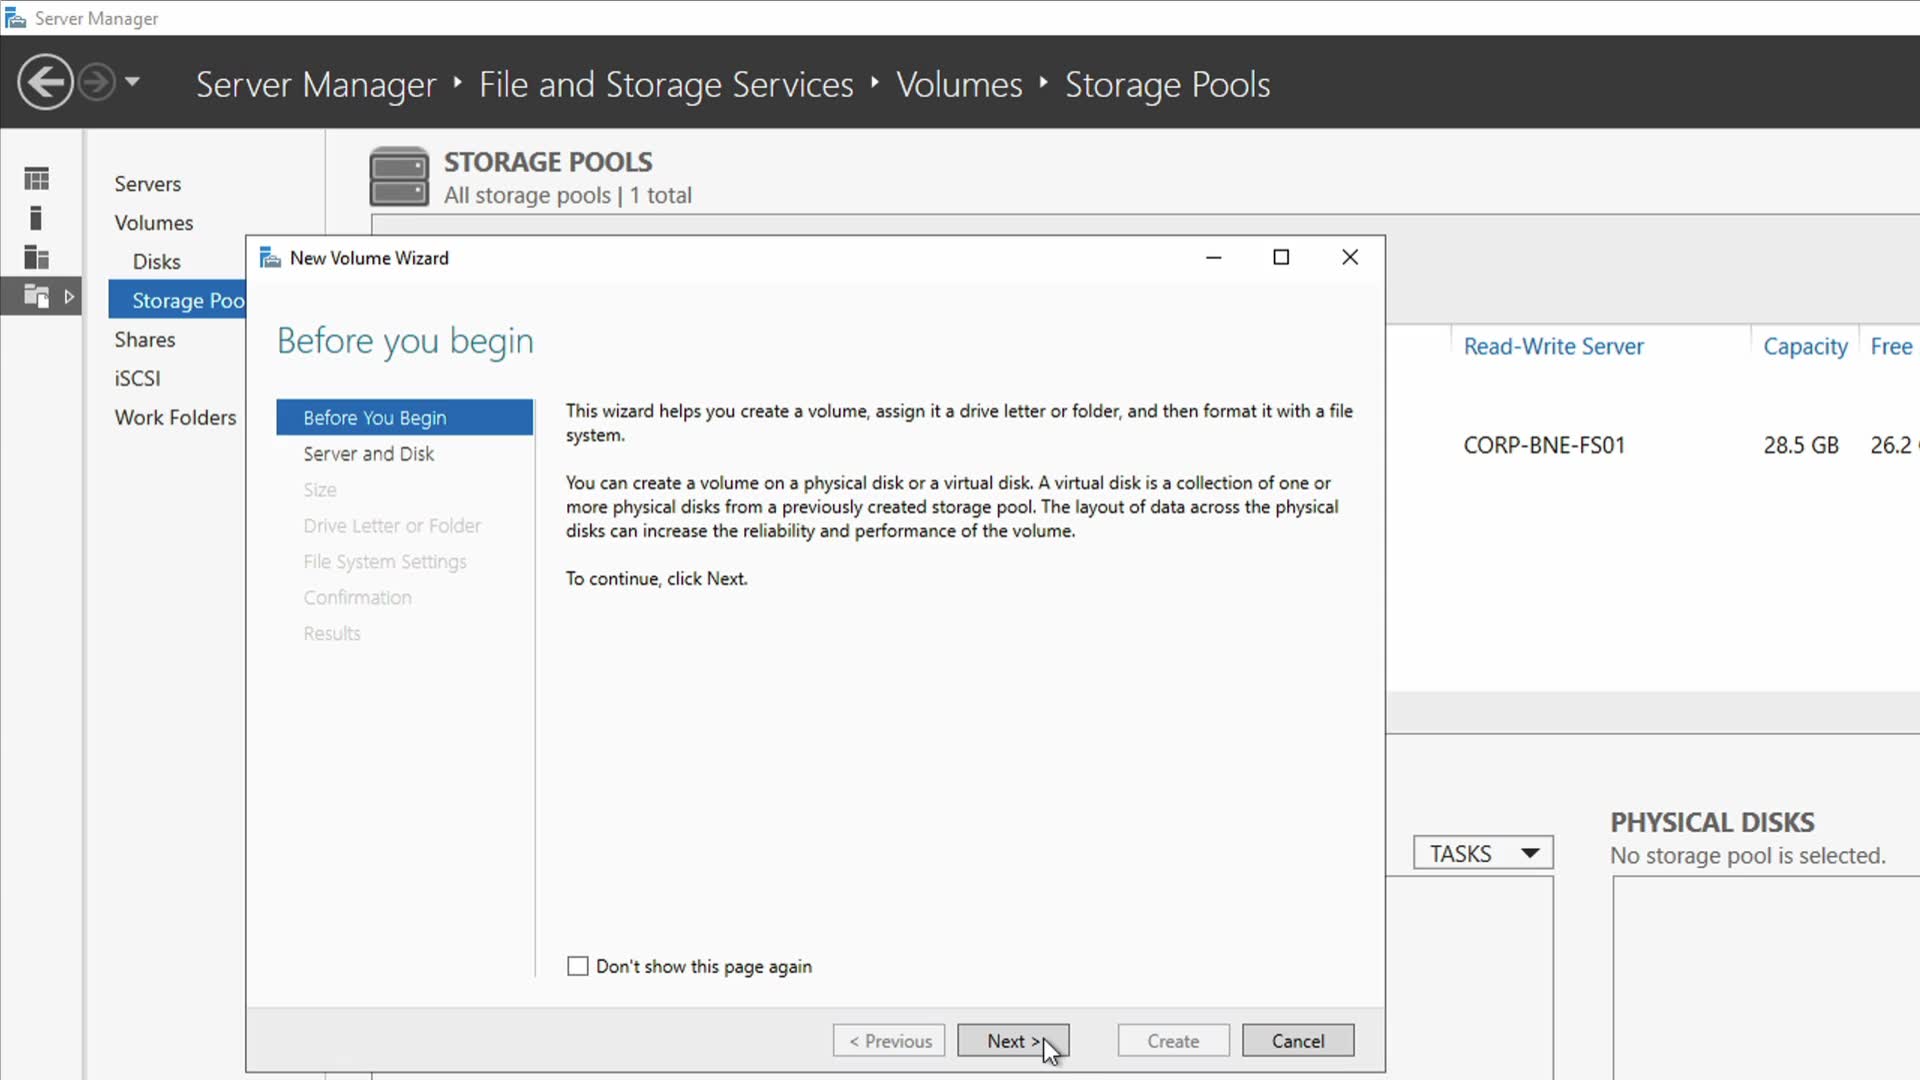 Server Manager
Server Manager ‣ File and Storage Services ‣ Volumes ‣ Storage Pools
Servers
Volumes
Disks
Storage Poo
Shares
iSCSI
Work Folders
STORAGE POOLS
All storage pools | 1 total
New Volume Wizard
Before you begin
Before You Begin
Server and Disk
Size
Drive Letter or Folder
File System Settings
Confirmation
Results
This wizard helps you create a volume, assign it a drive letter or folder, and then format it with a file
system.
You can create a volume on a physical disk or a virtual disk. A virtual disk is a collection of one or
more physical disks from a previously created storage pool. The layout of data across the physical
disks can increase the reliability and performance of the volume.
To continue, click Next.
Don't show this page again
< Previous
Next >
Create
Cancel
Read-Write Server Capacity Free
CORP-BNE-FS01 28.5 GB 26.2
TASKS
PHYSICAL DISKS
No storage pool is selected.